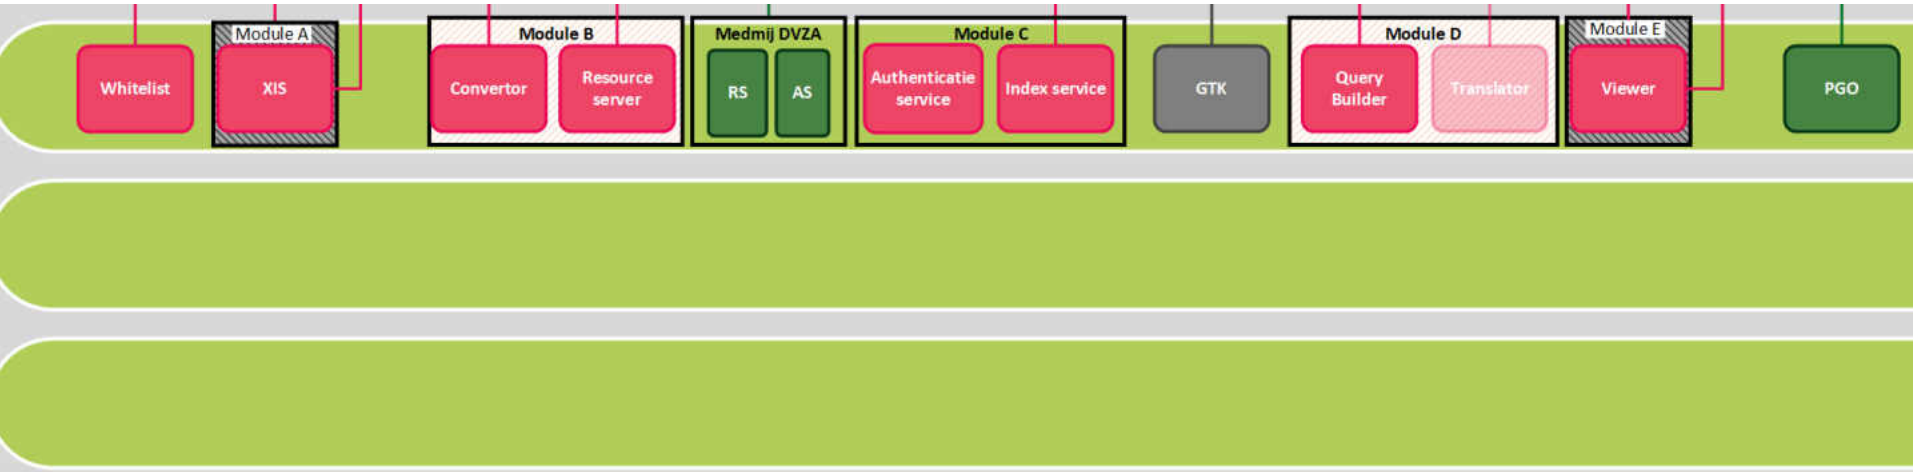 Module A
Module B
Medmij DVZA
Module C
Module D
Module E
Whitelist
XIS
Convertor
Resource
server
RS
AS
Authenticatie
service
Index service
GTK
Query
Builder
Translator
Viewer
PGO